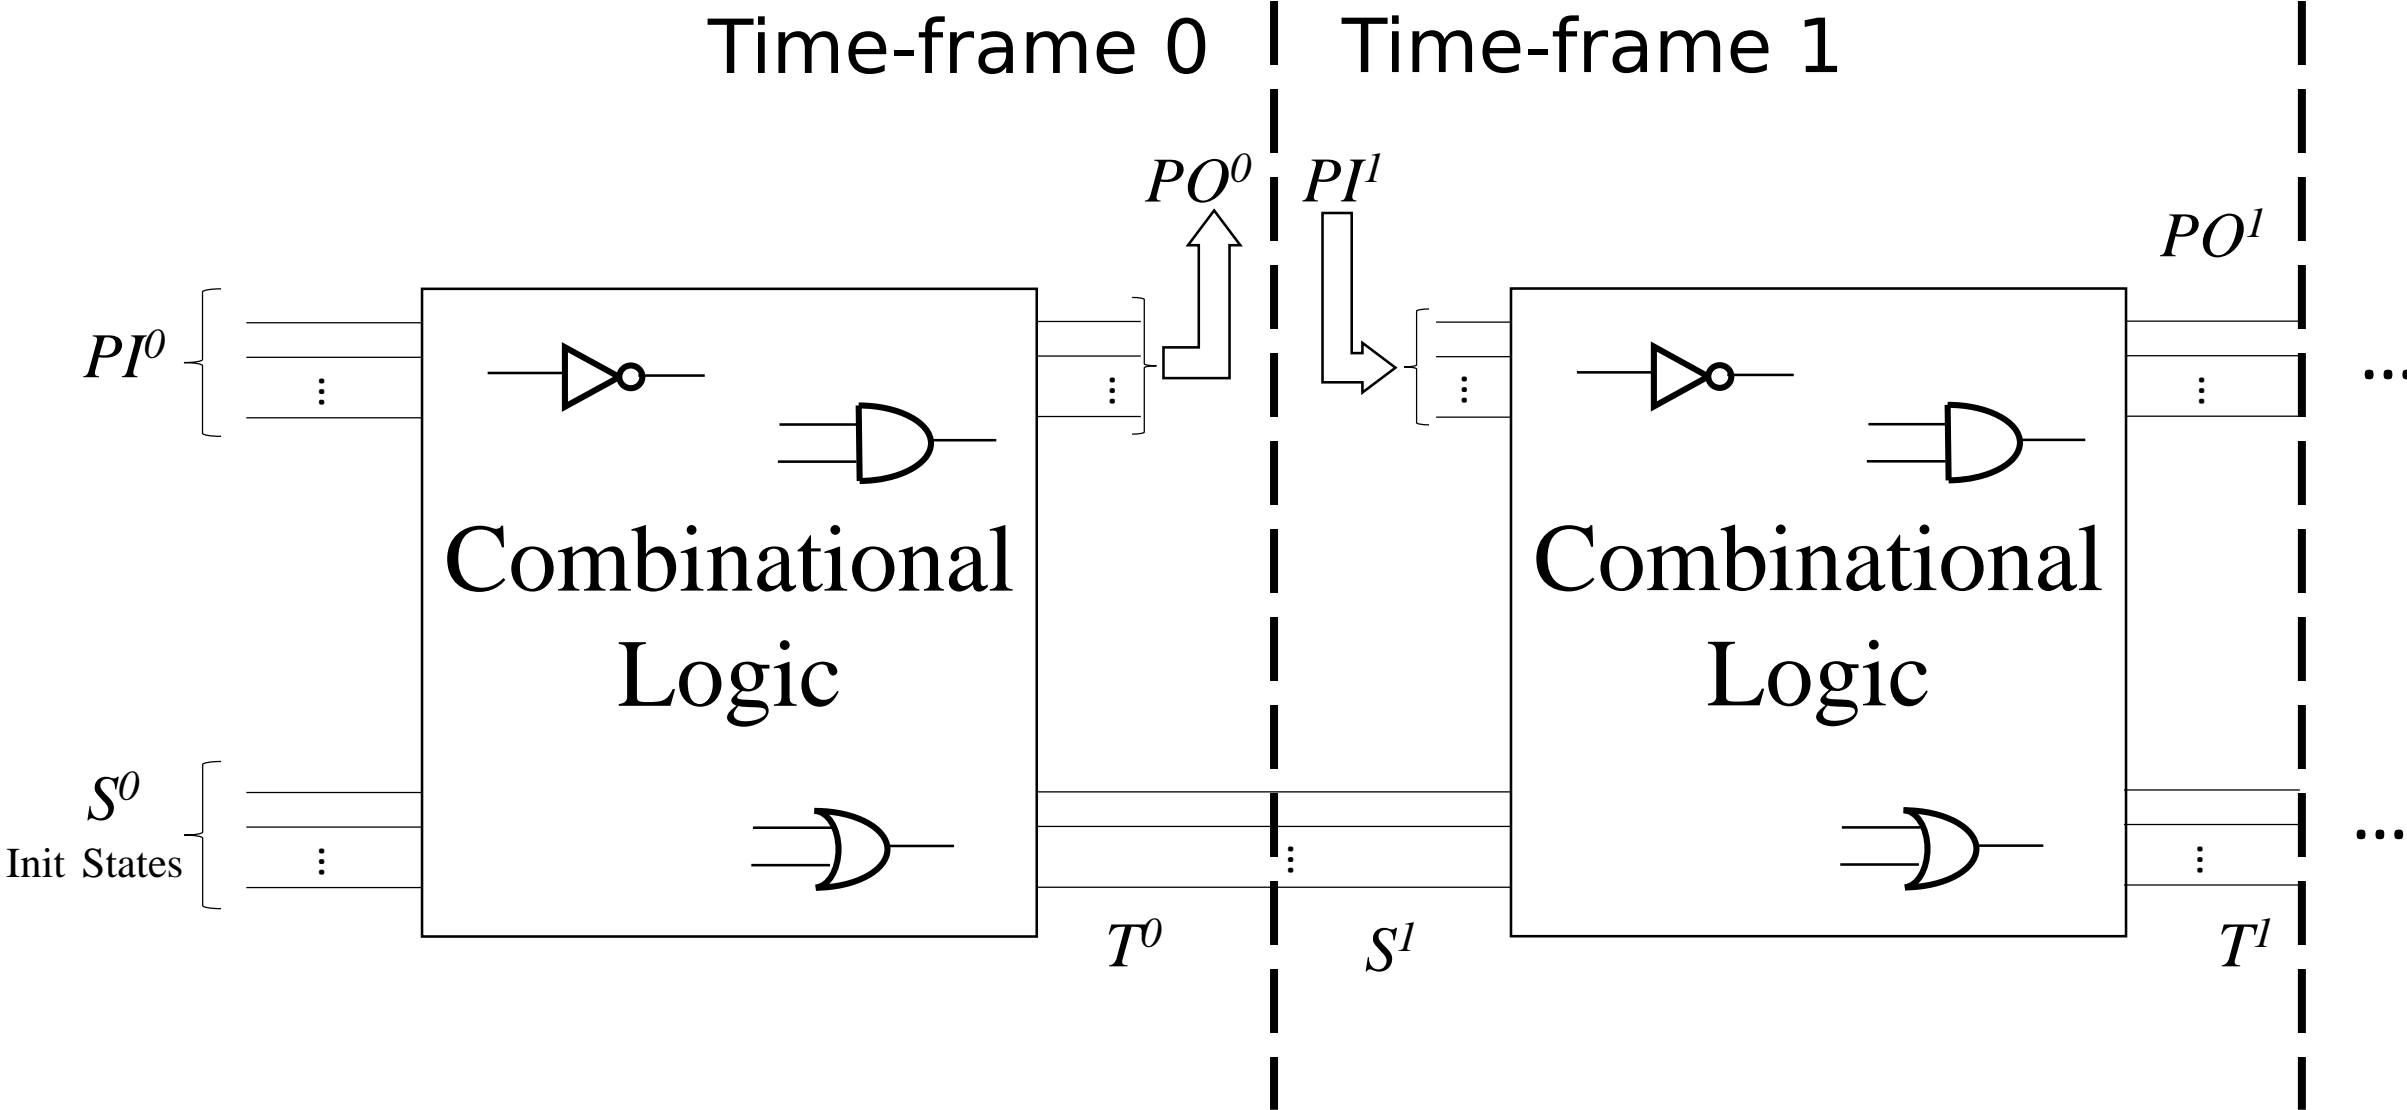 Time-frame 0
Time-frame 1
PO⁰
PI¹
PO¹
PI⁰
...
Combinational
Logic
Combinational
Logic
S⁰
Init States
...
T⁰
S¹
T¹